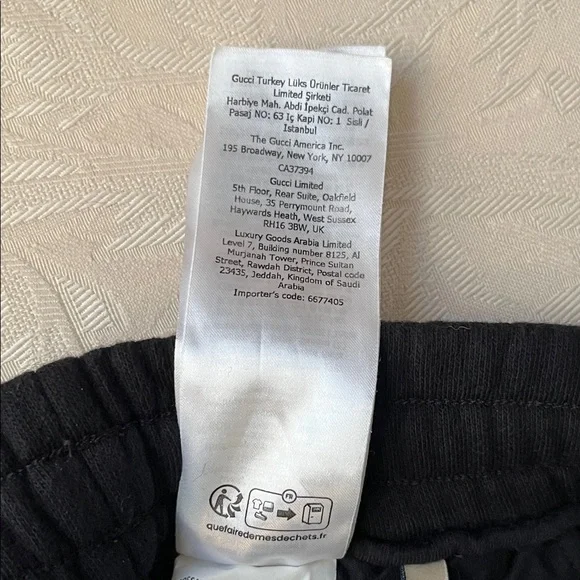 Gucci Turkey Lüks Ürünler Ticaret
Limited Şirketi
Harbiye Mah. Abdi İpekçi Cad. Polat
Pasaj NO: 63 İç Kapi NO: 1 Sisli /
Istanbul
The Gucci America Inc.
195 Broadway, New York, NY 10007
CA37394
Gucci Limited
5th Floor, Rear Suite, Oakfield
House, 35 Perrymount Road,
Haywards Heath, West Sussex
RH16 3BW, UK
Luxury Goods Arabia Limited
Level 7, Building number 8125, Al
Murjanah Tower, Prince Sultan
Street, Rawdah District, Postal code
23435, Jeddah, Kingdom of Saudi
Arabia
Importer's code: 6677405
FR
quefairedemesdechets.fr